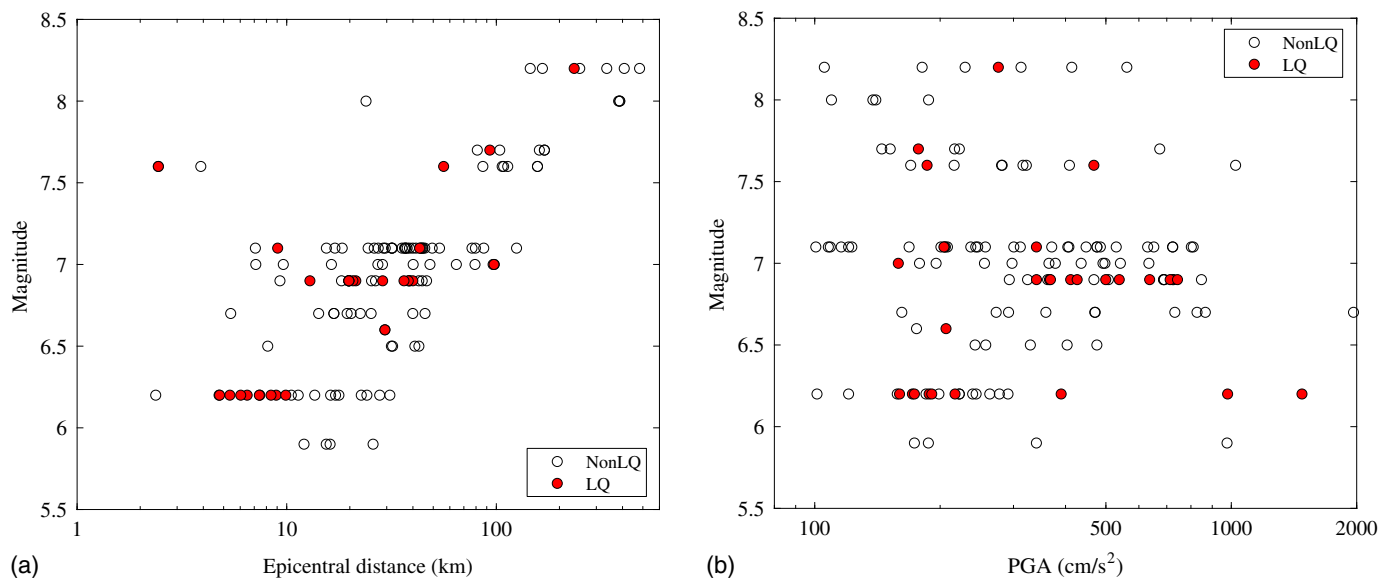 8.5
8
7.5
7
6.5
6
5.5
Magnitude
1
10
100
Epicentral distance (km)
NonLQ
LQ
(a)
8.5
8
7.5
7
6.5
6
5.5
Magnitude
100
500
1000
2000
PGA (cm/s²)
NonLQ
LQ
(b)